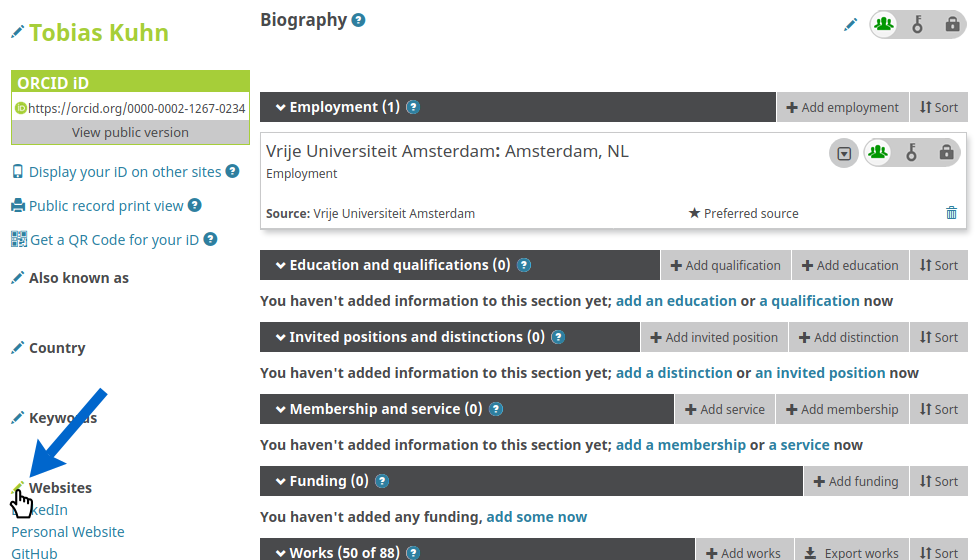 Tobias Kuhn
ORCID iD
iD https://orcid.org/0000-0002-1267-0234
View public version
Display your iD on other sites ?
Public record print view ?
Get a QR Code for your iD ?
Also known as
Country
Keywords
Websites
LinkedIn
Personal Website
GitHub
Biography ?
Employment (1) ? Add employment Sort
Vrije Universiteit Amsterdam: Amsterdam, NL
Employment
Source: Vrije Universiteit Amsterdam Preferred source
Education and qualifications (0) ? Add qualification Add education Sort
You haven't added information to this section yet; add an education or a qualification now
Invited positions and distinctions (0) ? Add invited position Add distinction Sort
You haven't added information to this section yet; add a distinction or an invited position now
Membership and service (0) ? Add service Add membership Sort
You haven't added information to this section yet; add a membership or a service now
Funding (0) ? Add funding Sort
You haven't added any funding, add some now
Works (50 of 88) ? Add works Export works Sort